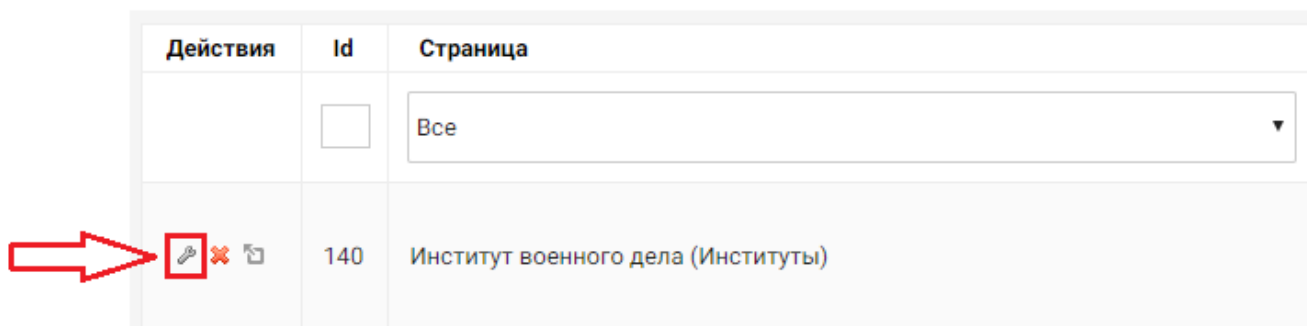 Действия Id Страница
Все
140 Институт военного дела (Институты)